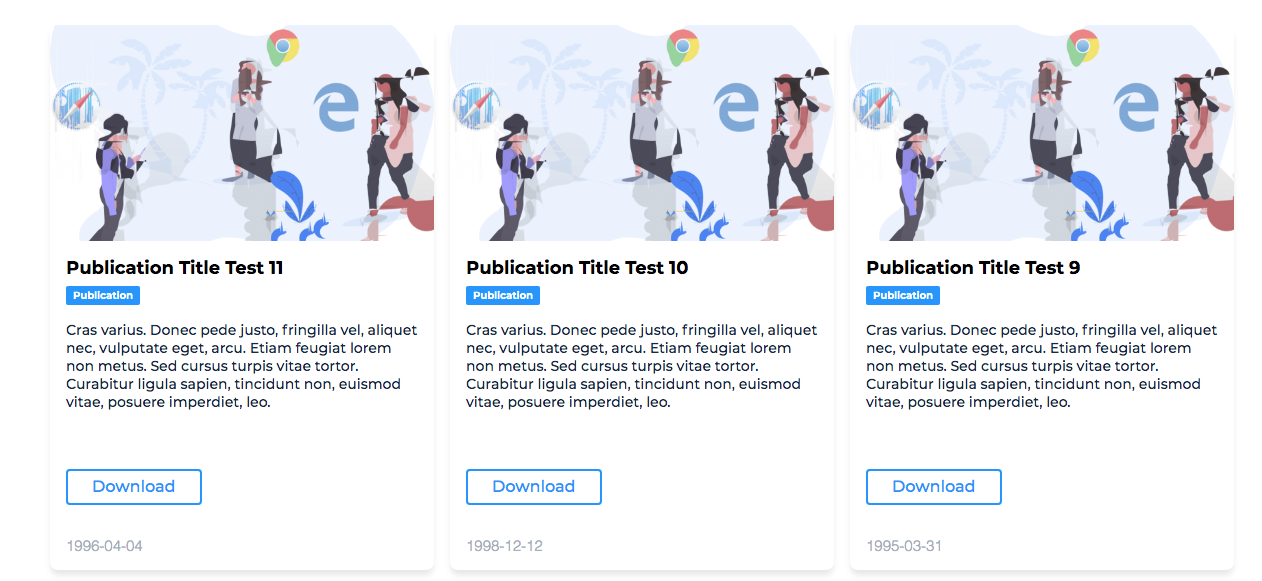 Publication Title Test 11
Publication
Cras varius. Donec pede justo, fringilla vel, aliquet
nec, vulputate eget, arcu. Etiam feugiat lorem
non metus. Sed cursus turpis vitae tortor.
Curabitur ligula sapien, tincidunt non, euismod
vitae, posuere imperdiet, leo.
Download
1996-04-04
Publication Title Test 10
Publication
Cras varius. Donec pede justo, fringilla vel, aliquet
nec, vulputate eget, arcu. Etiam feugiat lorem
non metus. Sed cursus turpis vitae tortor.
Curabitur ligula sapien, tincidunt non, euismod
vitae, posuere imperdiet, leo.
Download
1998-12-12
Publication Title Test 9
Publication
Cras varius. Donec pede justo, fringilla vel, aliquet
nec, vulputate eget, arcu. Etiam feugiat lorem
non metus. Sed cursus turpis vitae tortor.
Curabitur ligula sapien, tincidunt non, euismod
vitae, posuere imperdiet, leo.
Download
1995-03-31